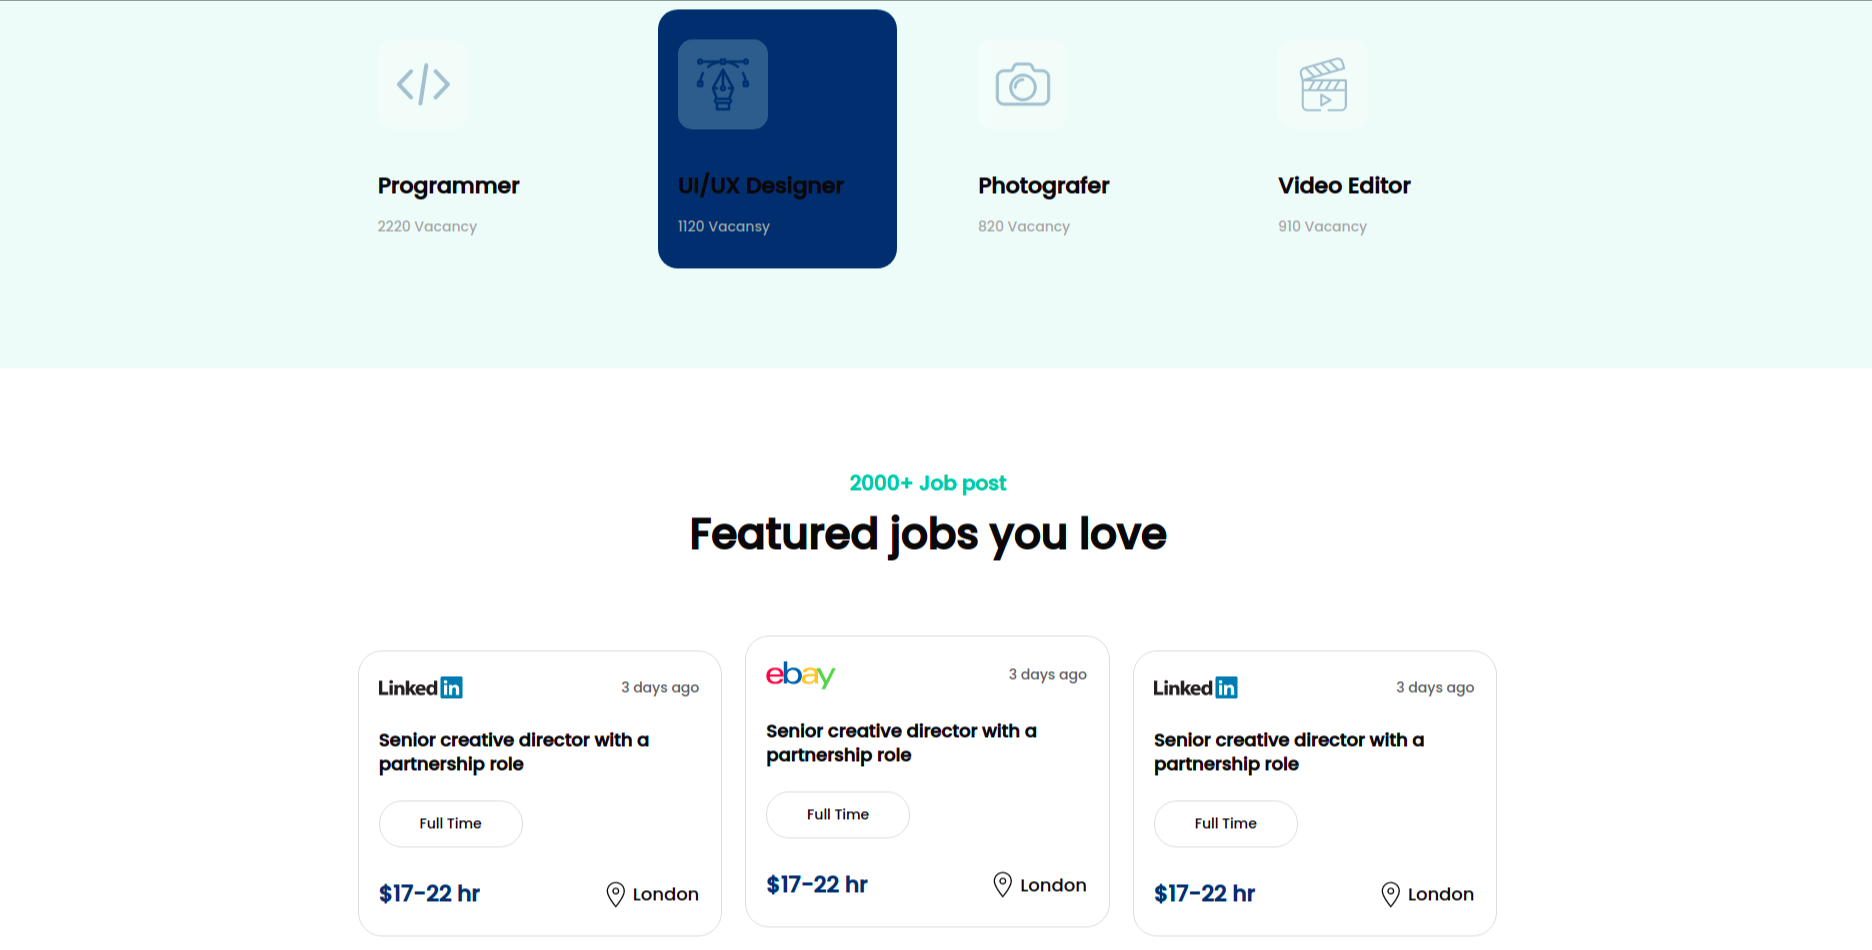 Programmer
2220 Vacancy
UI/UX Designer
1120 Vacansy
Photografer
820 Vacancy
Video Editor
910 Vacancy
2000+ Job post
Featured jobs you love
Linked in
3 days ago
Senior creative director with a
partnership role
Full Time
$17-22 hr
London
ebay
3 days ago
Senior creative director with a
partnership role
Full Time
$17-22 hr
London
Linked in
3 days ago
Senior creative director with a
partnership role
Full Time
$17-22 hr
London